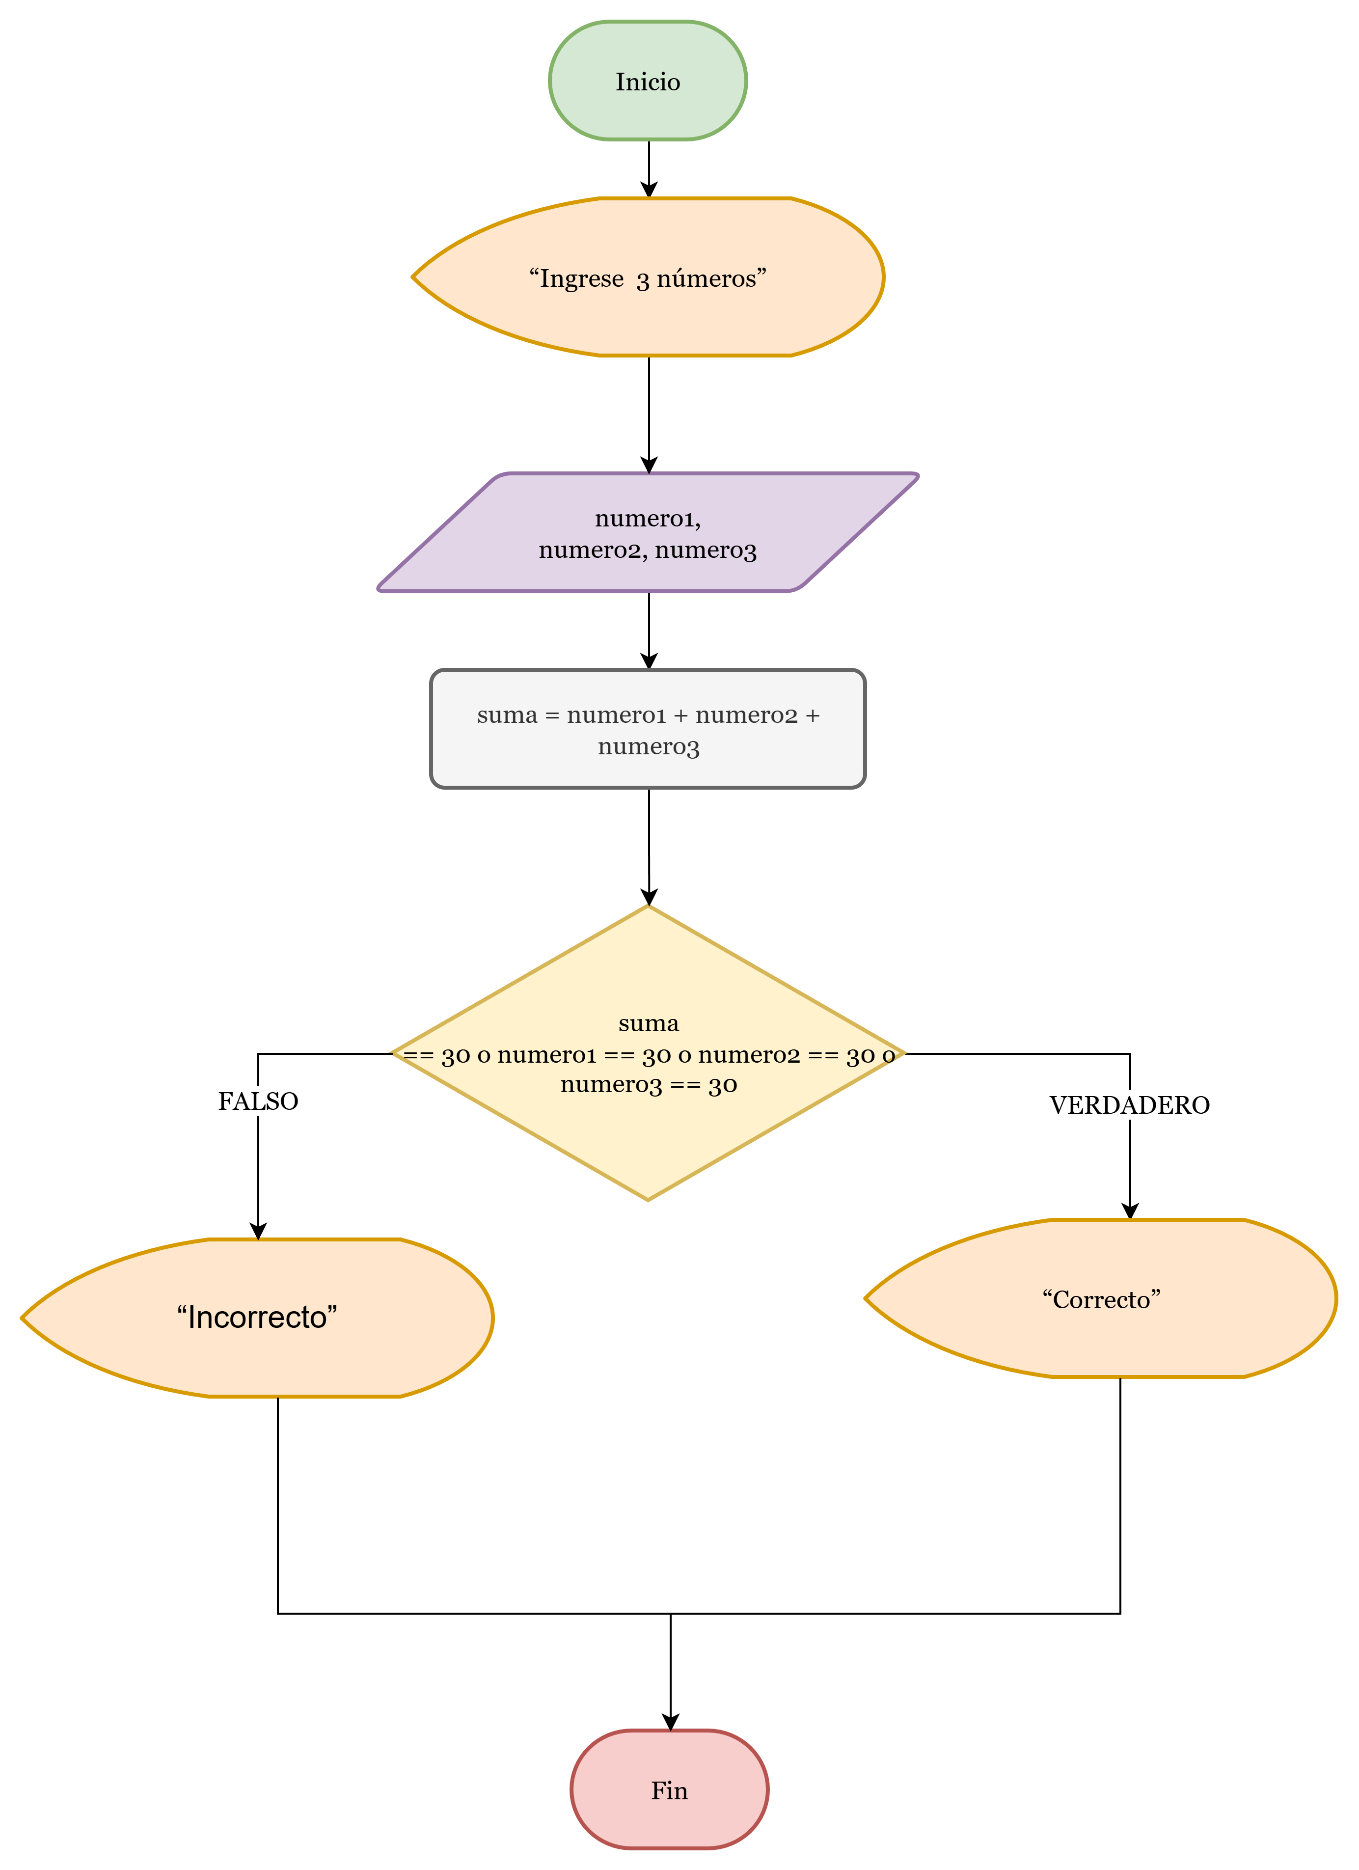 Inicio
“Ingrese  3 números”
numero1,
numero2, numero3
suma = numero1 + numero2 +
numero3
suma
== 30 o numero1 == 30 o numero2 == 30 o
numero3 == 30
FALSO
VERDADERO
“Incorrecto”
“Correcto”
Fin